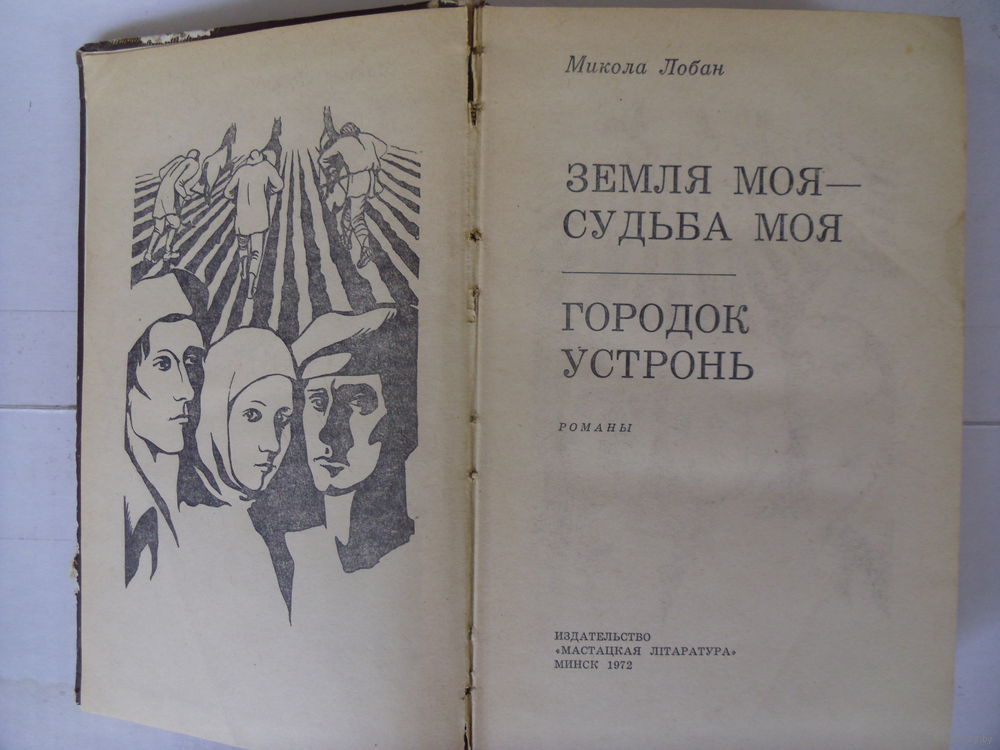 Микола Лобан
ЗЕМЛЯ МОЯ—
СУДЬБА МОЯ
ГОРОДОК
УСТРОНЬ
РОМАНЫ
ИЗДАТЕЛЬСТВО
«МАСТАЦКАЯ ЛІТАРАТУРА»
МИНСК 1972